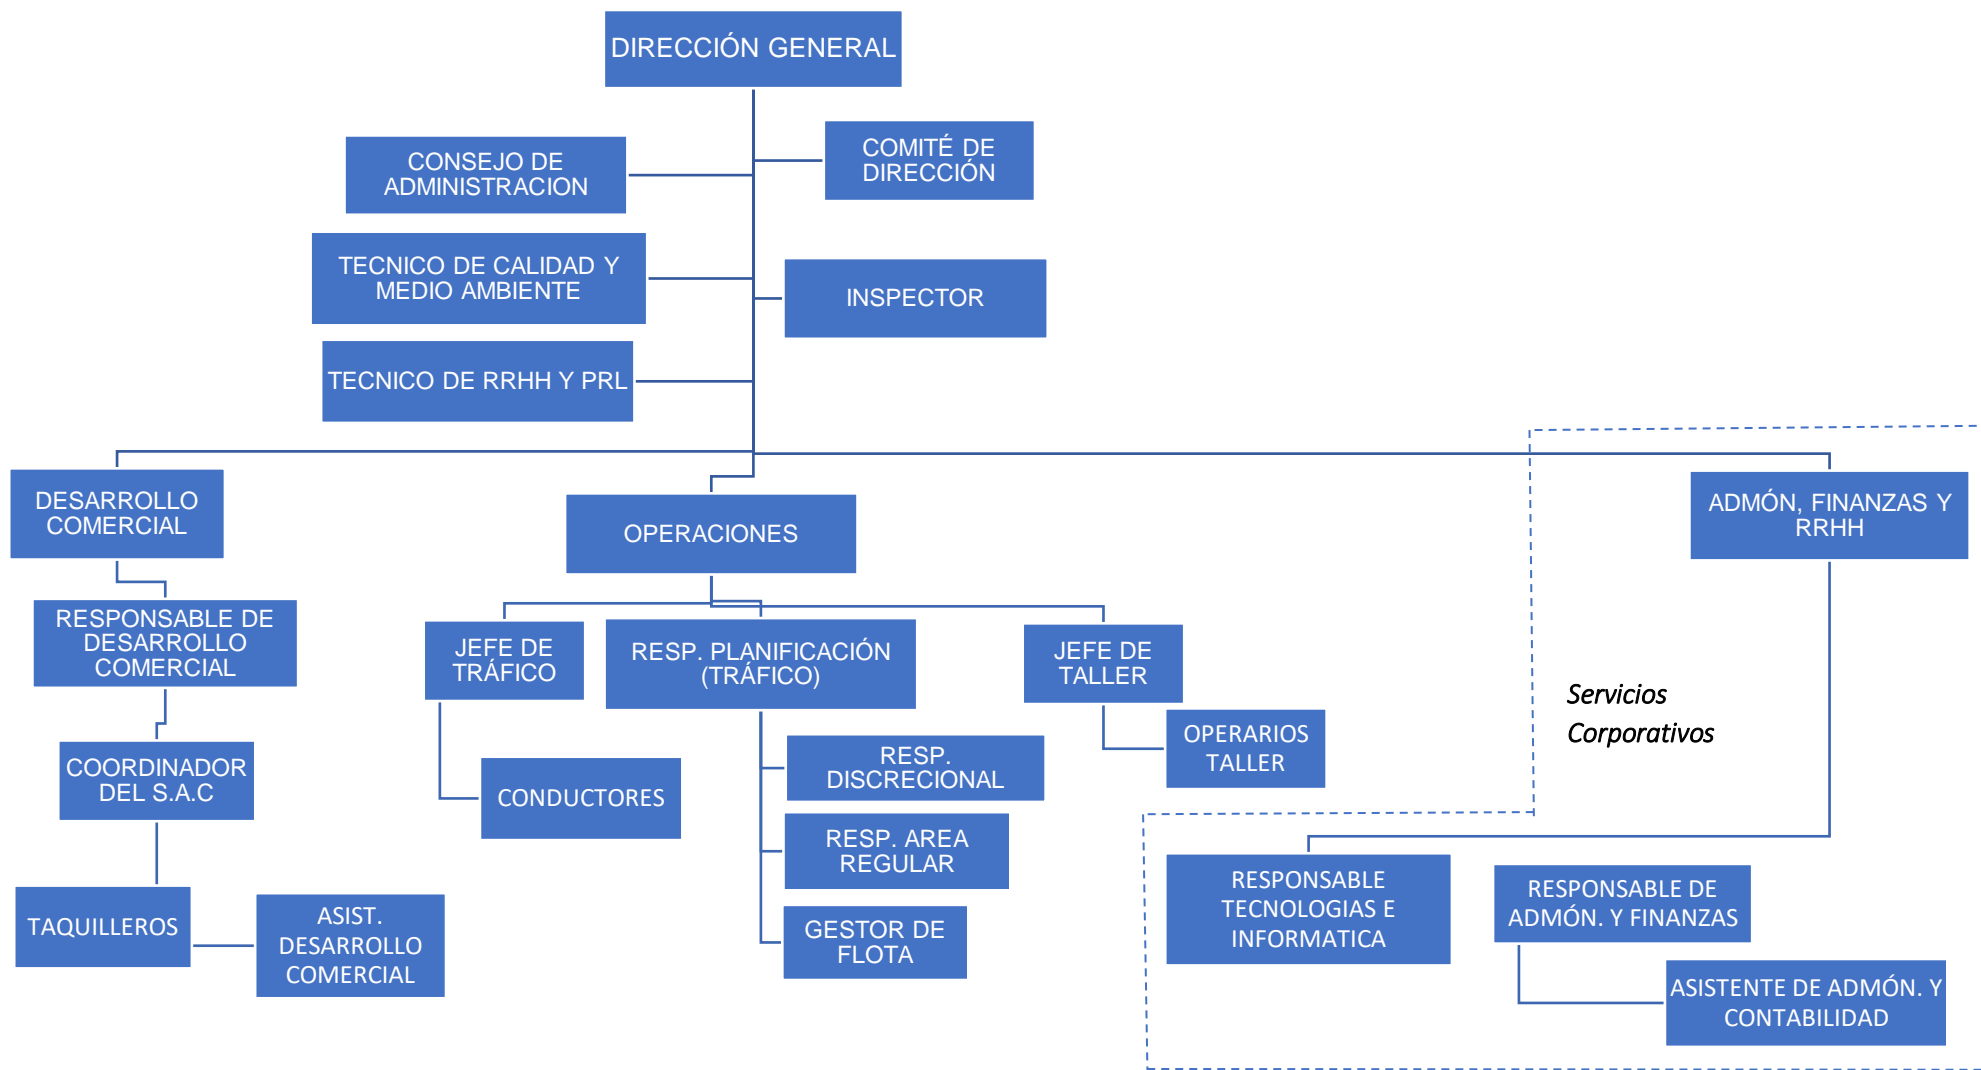 DIRECCIÓN GENERAL
CONSEJO DE
ADMINISTRACION
COMITÉ DE
DIRECCIÓN
TECNICO DE CALIDAD Y
MEDIO AMBIENTE
INSPECTOR
TECNICO DE RRHH Y PRL
DESARROLLO
COMERCIAL
OPERACIONES
ADMÓN, FINANZAS Y
RRHH
RESPONSABLE DE
DESARROLLO
COMERCIAL
JEFE DE
TRÁFICO
RESP. PLANIFICACIÓN
(TRÁFICO)
JEFE DE
TALLER
Servicios
Corporativos
COORDINADOR
DEL S.A.C
CONDUCTORES
RESP.
DISCRECIONAL
OPERARIOS
TALLER
RESP. AREA
REGULAR
TAQUILLEROS
ASIST.
DESARROLLO
COMERCIAL
GESTOR DE
FLOTA
RESPONSABLE
TECNOLOGIAS E
INFORMATICA
RESPONSABLE DE
ADMÓN. Y FINANZAS
ASISTENTE DE ADMÓN. Y
CONTABILIDAD